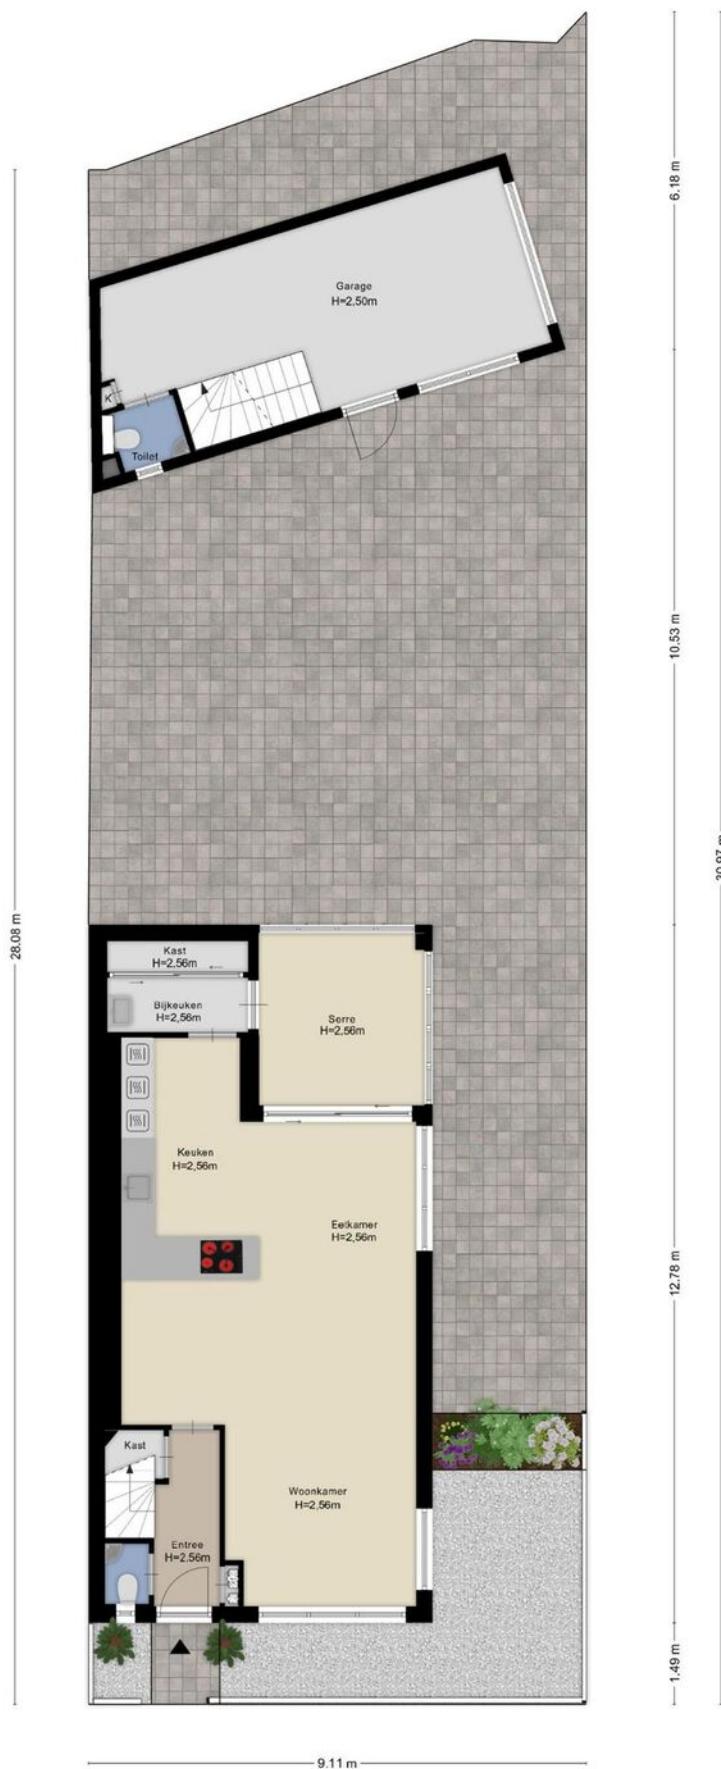 6.18 m
Garage
H=2.50m
K
Toilet
10.53 m
28.08 m
Kast
H=2.56m
Bijkeuken
H=2,56m
Serre
H=2,56m
Keuken
H=2,56m
Eetkamer
H=2,56m
12.78 m
Kast
Woonkamer
H=2,56m
Entree
H=2.56m
1.49 m
9.11 m